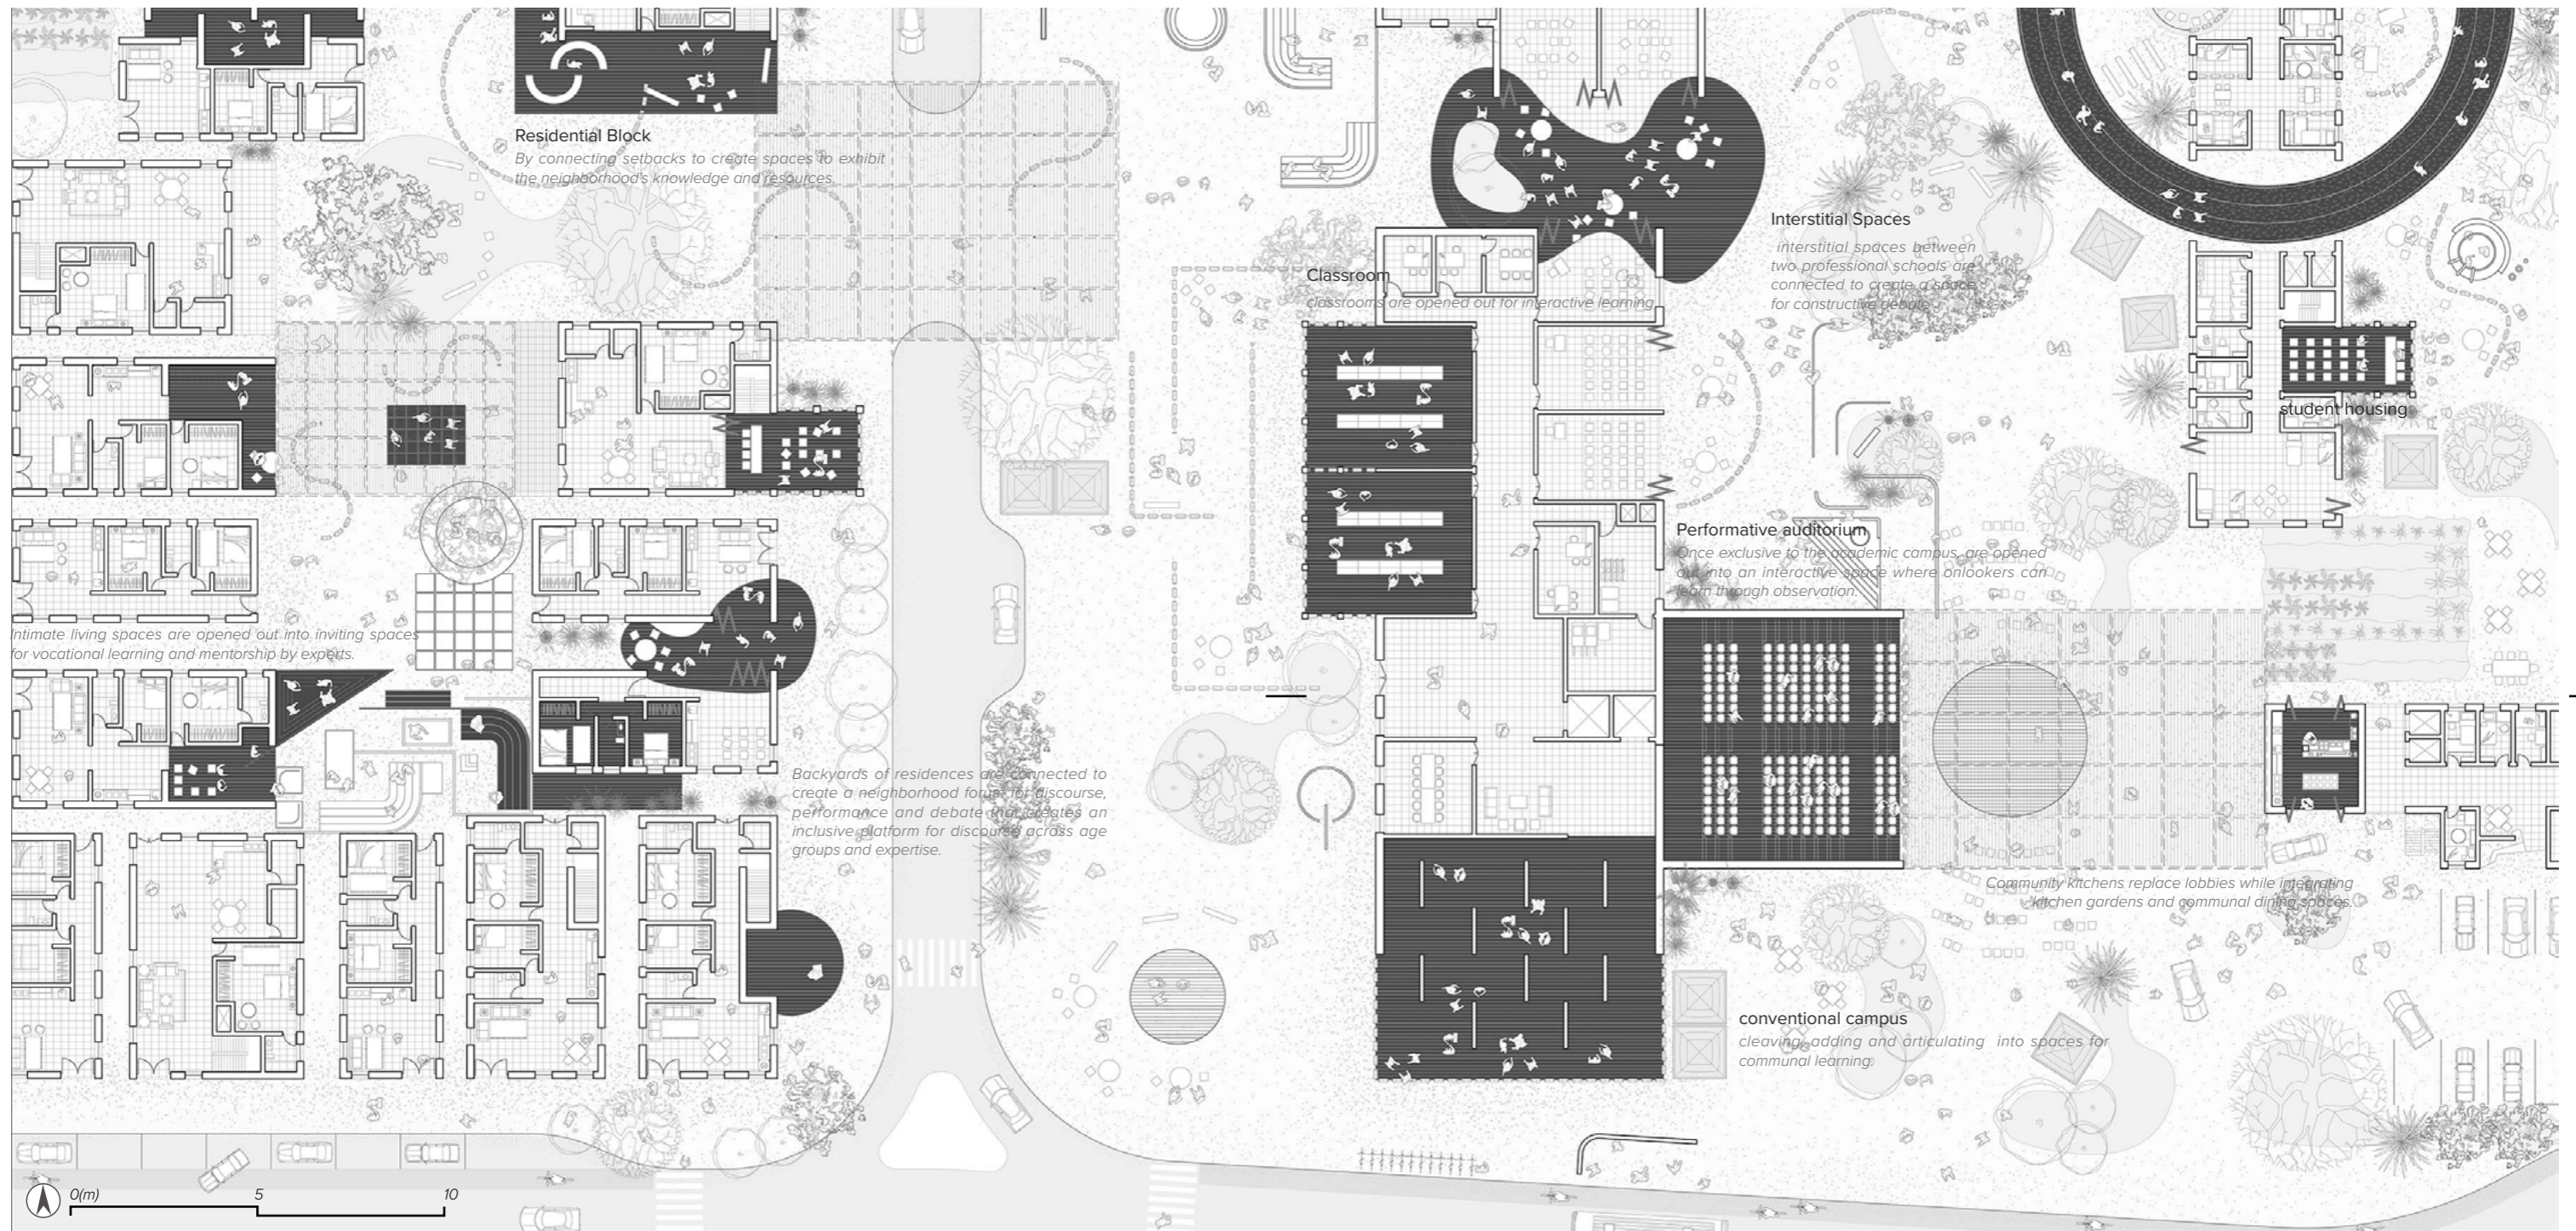 Residential Block
By connecting setbacks to create spaces to exhibit
the neighborhood's knowledge and resources.
Interstitial Spaces
interstitial spaces between
two professional schools are
connected to create a space
for constructive debate
Classroom
classrooms are opened out for interactive learning
student housing
Performative auditorium
Once exclusive to the academic campus, are opened
out into an interactive space where onlookers can
learn through observation.
Intimate living spaces are opened out into inviting spaces
for vocational learning and mentorship by experts.
Backyards of residences are connected to
create a neighborhood forum for discourse,
performance and debate that creates an
inclusive platform for discourse across age
groups and expertise.
Community kitchens replace lobbies while integrating
kitchen gardens and communal dining spaces.
conventional campus
cleaving, adding and articulating into spaces for
communal learning.
0(m) 5 10